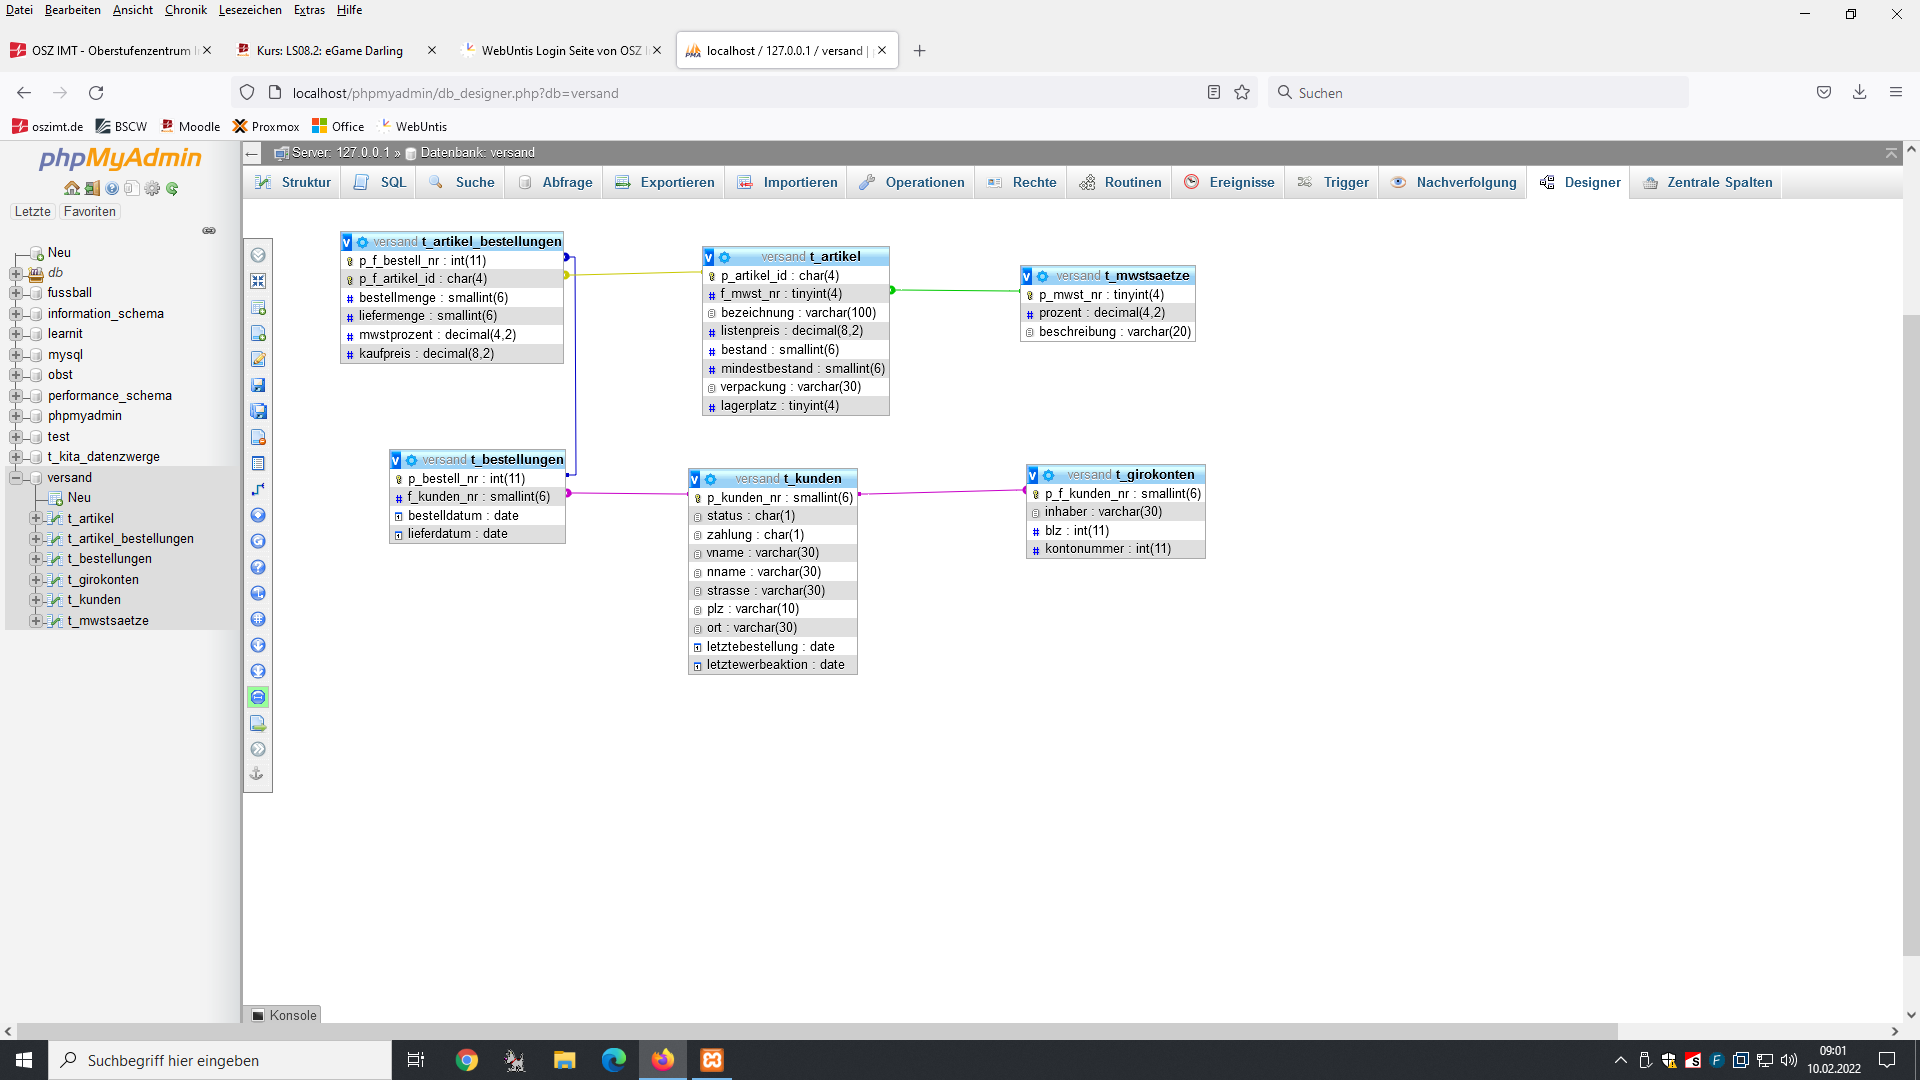 Datei Bearbeiten Ansicht Chronik Lesezeichen Extras Hilfe
OSZ IMT - Oberstufenzentrum
Kurs: LS08.2: eGame Darling
WebUntis Login Seite von OSZ
localhost / 127.0.0.1 / versand |
localhost/phpmyadmin/db_designer.php?db=versand
Suchen
oszimt.de BSCW Moodle Proxmox Office WebUntis
phpMyAdmin
Letzte Favoriten
Neu
db
fussball
information_schema
learnit
mysql
obst
performance_schema
phpmyadmin
test
t_kita_datenzwerge
versand
Neu
t_artikel
t_artikel_bestellungen
t_bestellungen
t_girokonten
t_kunden
t_mwstsaetze
Server: 127.0.0.1 » Datenbank: versand
Struktur SQL Suche Abfrage Exportieren Importieren Operationen Rechte Routinen Ereignisse Trigger Nachverfolgung Designer Zentrale Spalten
versand t_artikel_bestellungen
p_f_bestell_nr : int(11)
p_f_artikel_id : char(4)
bestellmenge : smallint(6)
liefermenge : smallint(6)
mwstprozent : decimal(4,2)
kaufpreis : decimal(8,2)
versand t_artikel
p_artikel_id : char(4)
f_mwst_nr : tinyint(4)
bezeichnung : varchar(100)
listenpreis : decimal(8,2)
bestand : smallint(6)
mindestbestand : smallint(6)
verpackung : varchar(30)
lagerplatz : tinyint(4)
versand t_mwstsaetze
p_mwst_nr : tinyint(4)
prozent : decimal(4,2)
beschreibung : varchar(20)
versand t_bestellungen
p_bestell_nr : int(11)
f_kunden_nr : smallint(6)
bestelldatum : date
lieferdatum : date
versand t_kunden
p_kunden_nr : smallint(6)
status : char(1)
zahlung : char(1)
vname : varchar(30)
nname : varchar(30)
strasse : varchar(30)
plz : varchar(10)
ort : varchar(30)
letztebestellung : date
letztewerbeaktion : date
versand t_girokonten
p_f_kunden_nr : smallint(6)
inhaber : varchar(30)
blz : int(11)
kontonummer : int(11)
Konsole
Suchbegriff hier eingeben
09:01
10.02.2022